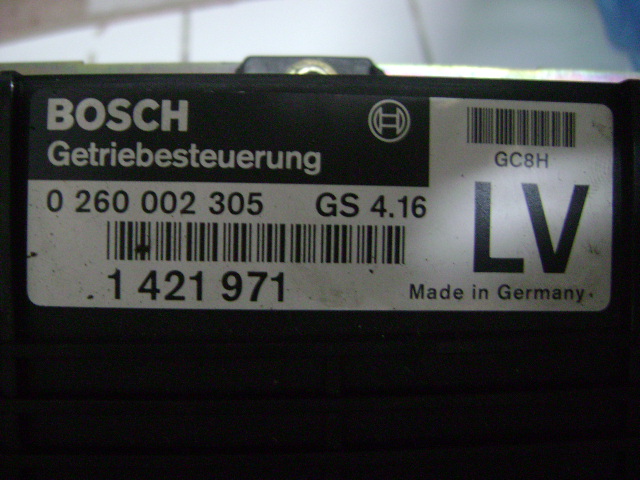 BOSCH
Getriebesteuerung
0 260 002 305 GS 4.16
1 421 971
GC8H
LV
Made in Germany